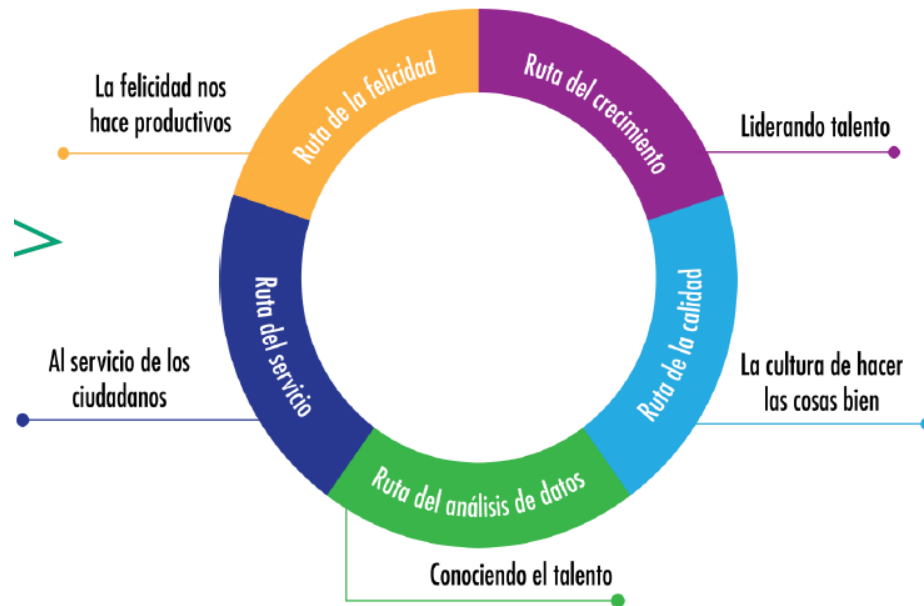 La felicidad nos
hace productivos
Ruta de la felicidad
Ruta del crecimiento
Liderando talento
Ruta del servicio
Ruta de la calidad
Al servicio de los
ciudadanos
La cultura de hacer
las cosas bien
Ruta del análisis de datos
Conociendo el talento